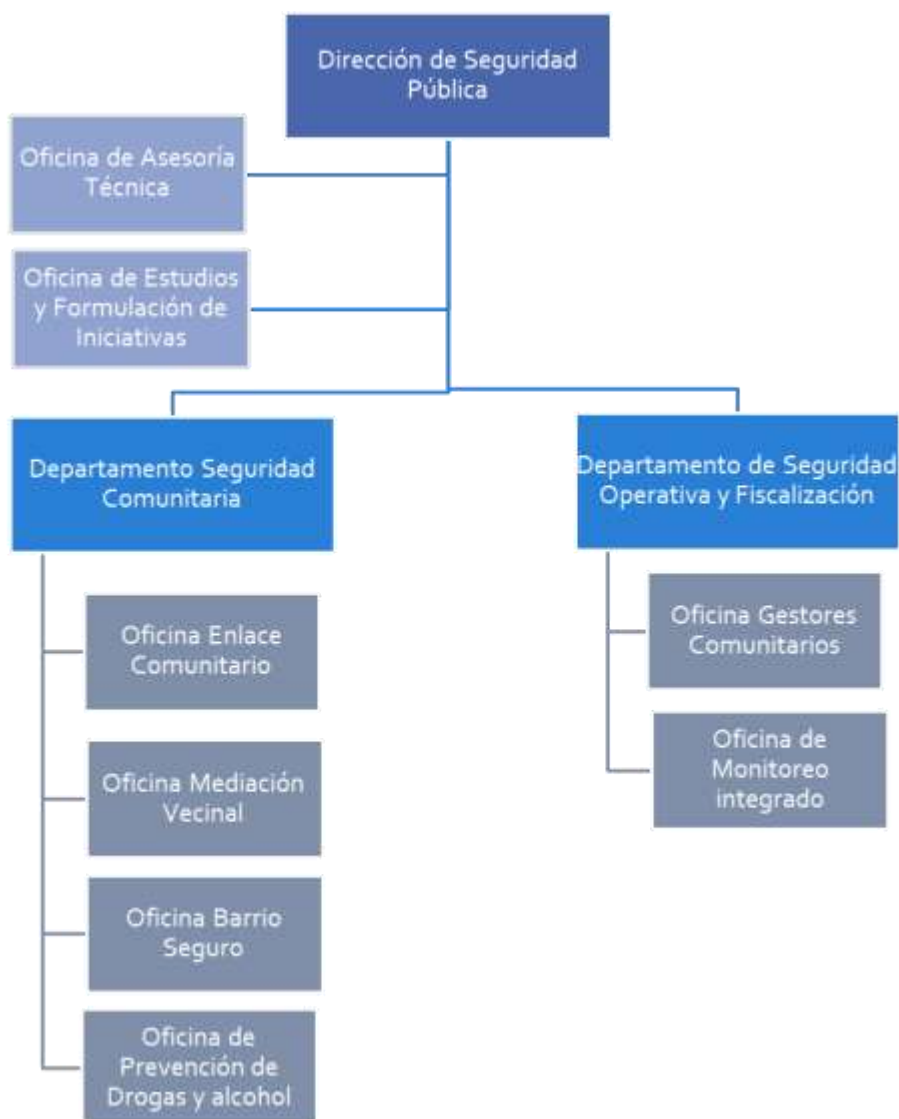 Dirección de Seguridad
Pública
Oficina de Asesoría
Técnica
Oficina de Estudios
y Formulación de
Iniciativas
Departamento Seguridad
Comunitaria
Oficina Enlace
Comunitario
Oficina Mediación
Vecinal
Oficina Barrio
Seguro
Oficina de
Prevención de
Drogas y alcohol
Departamento de Seguridad
Operativa y Fiscalización
Oficina Gestores
Comunitarios
Oficina de
Monitoreo
integrado